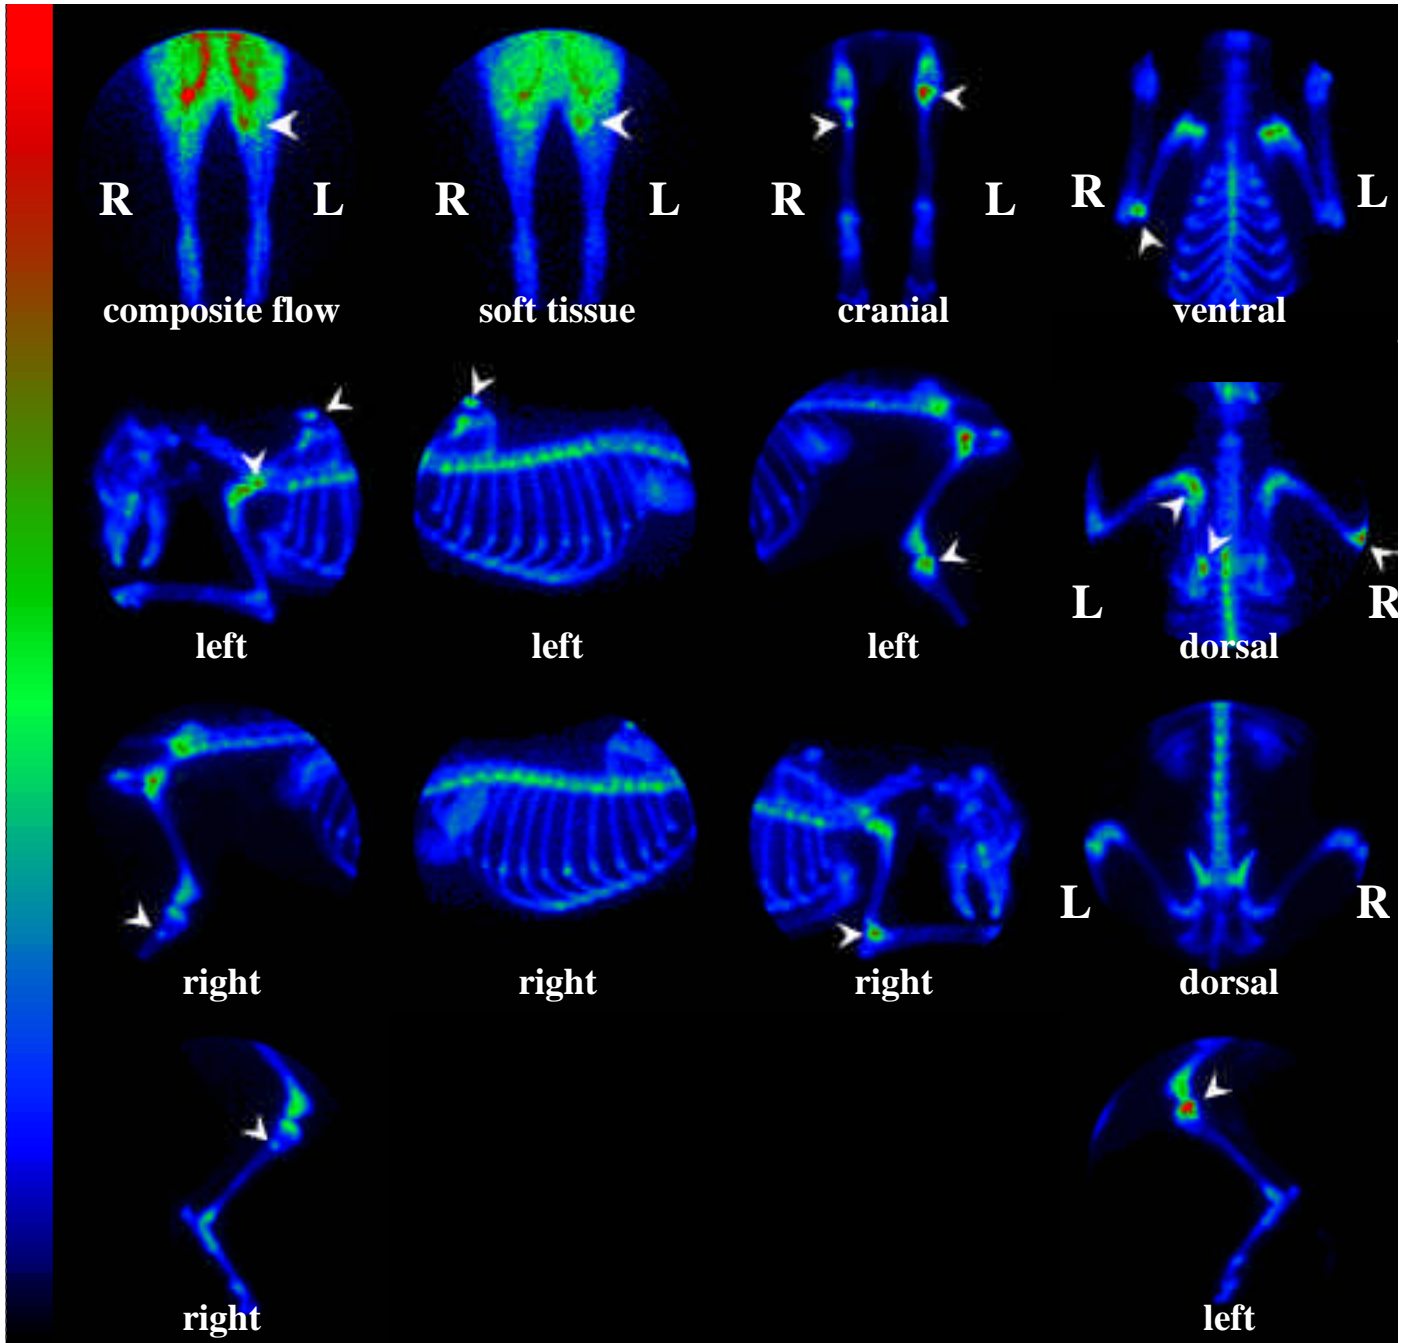 R L R L R L R L
composite flow soft tissue cranial ventral
L R
left left left dorsal
L R
right right right dorsal
right left